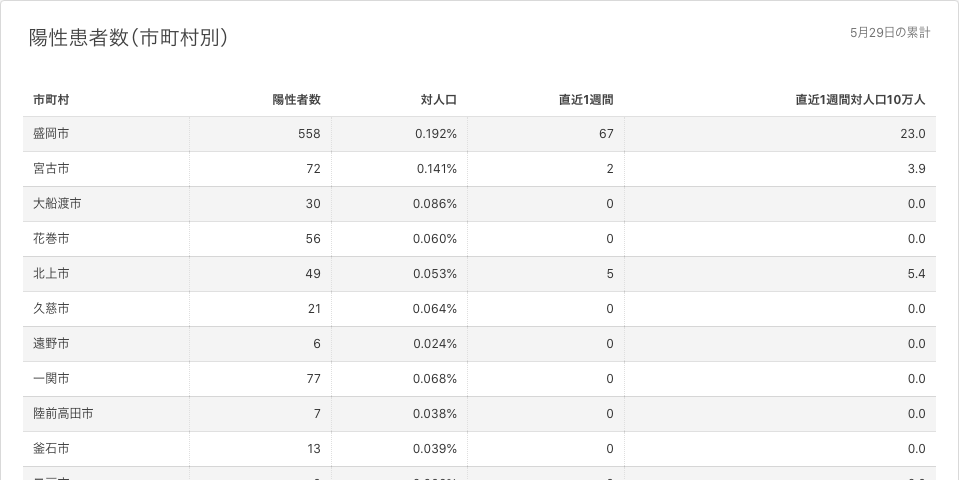 陽性患者数(市町村別)
5月29日の累計
市町村 陽性者数 対人口 直近1週間 直近1週間対人口10万人
盛岡市 558 0.192% 67 23.0
宮古市 72 0.141% 2 3.9
大船渡市 30 0.086% 0 0.0
花巻市 56 0.060% 0 0.0
北上市 49 0.053% 5 5.4
久慈市 21 0.064% 0 0.0
遠野市 6 0.024% 0 0.0
一関市 77 0.068% 0 0.0
陸前高田市 7 0.038% 0 0.0
釜石市 13 0.039% 0 0.0